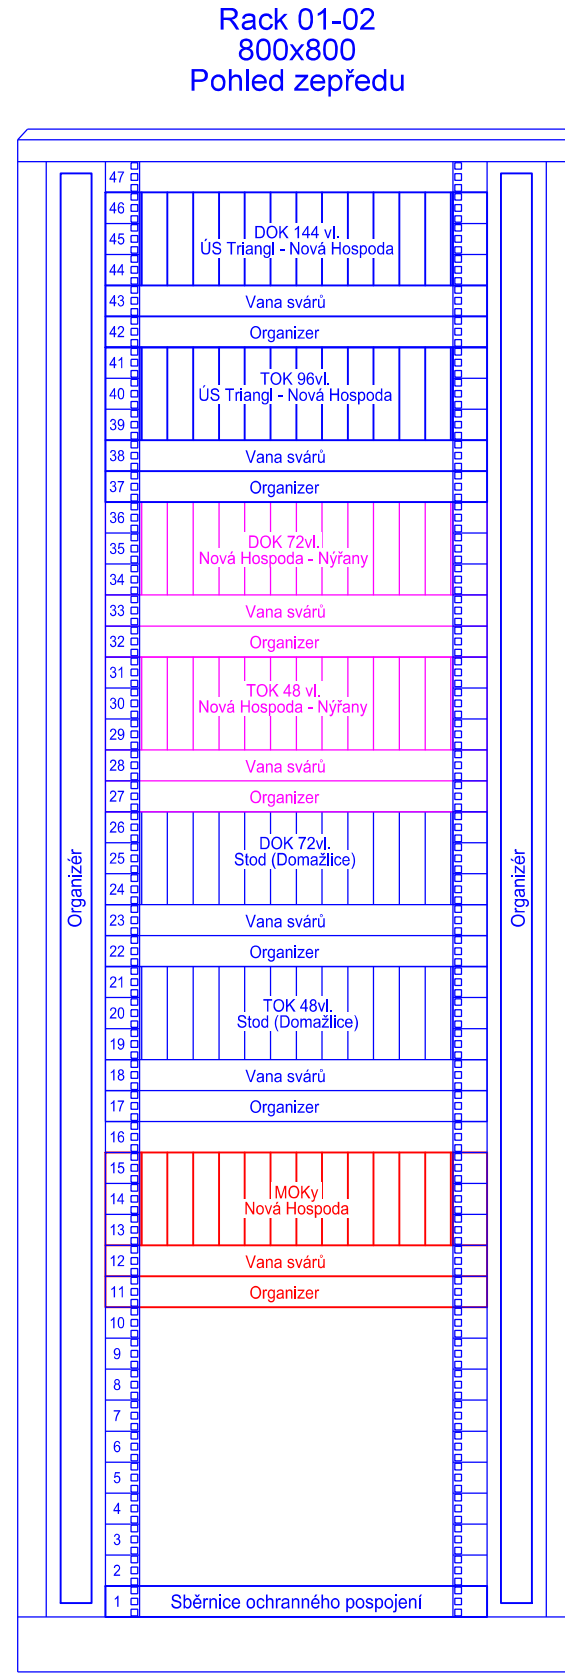 Rack 01-02
800x800
Pohled zepředu
47
46
DOK 144 vl.
45
ÚS Triangl - Nová Hospoda
44
43 Vana svárů
42 Organizer
41
TOK 96vl.
40
ÚS Triangl - Nová Hospoda
39
38 Vana svárů
37 Organizer
36
DOK 72vl.
35
Nová Hospoda - Nýřany
34
33 Vana svárů
32 Organizer
31
TOK 48 vl.
30
Nová Hospoda - Nýřany
29
28 Vana svárů
27 Organizer
26
DOK 72vl.
25
Stod (Domažlice)
24
Organizér
Organizér
23 Vana svárů
22 Organizer
21
TOK 48vl.
20
Stod (Domažlice)
19
18 Vana svárů
17 Organizer
16
15
MOKy
14
Nová Hospoda
13
12 Vana svárů
11 Organizer
10
9
8
7
6
5
4
3
2
1 Sběrnice ochranného pospojení